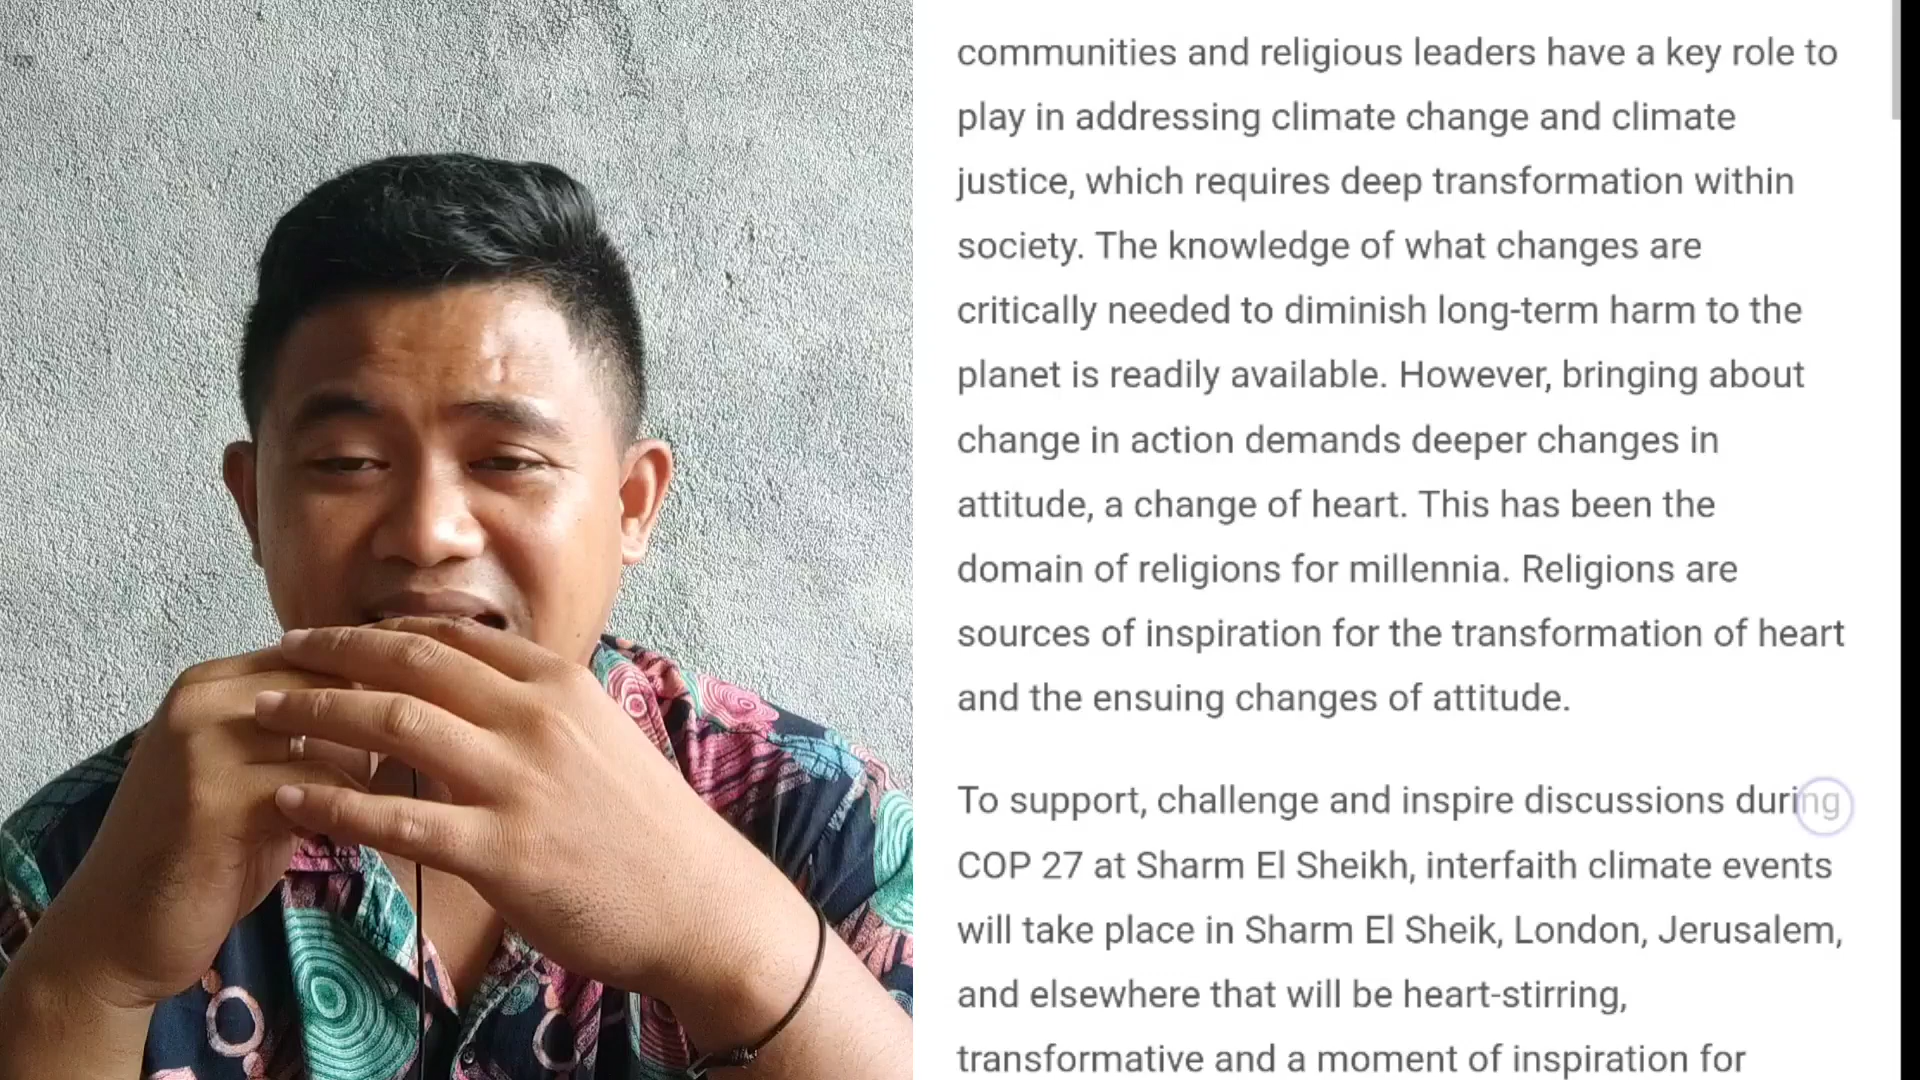 communities and religious leaders have a key role to
play in addressing climate change and climate
justice, which requires deep transformation within
society. The knowledge of what changes are
critically needed to diminish long-term harm to the
planet is readily available. However, bringing about
change in action demands deeper changes in
attitude, a change of heart. This has been the
domain of religions for millennia. Religions are
sources of inspiration for the transformation of heart
and the ensuing changes of attitude.
To support, challenge and inspire discussions during
COP 27 at Sharm El Sheikh, interfaith climate events
will take place in Sharm El Sheik, London, Jerusalem,
and elsewhere that will be heart-stirring,
transformative and a moment of inspiration for